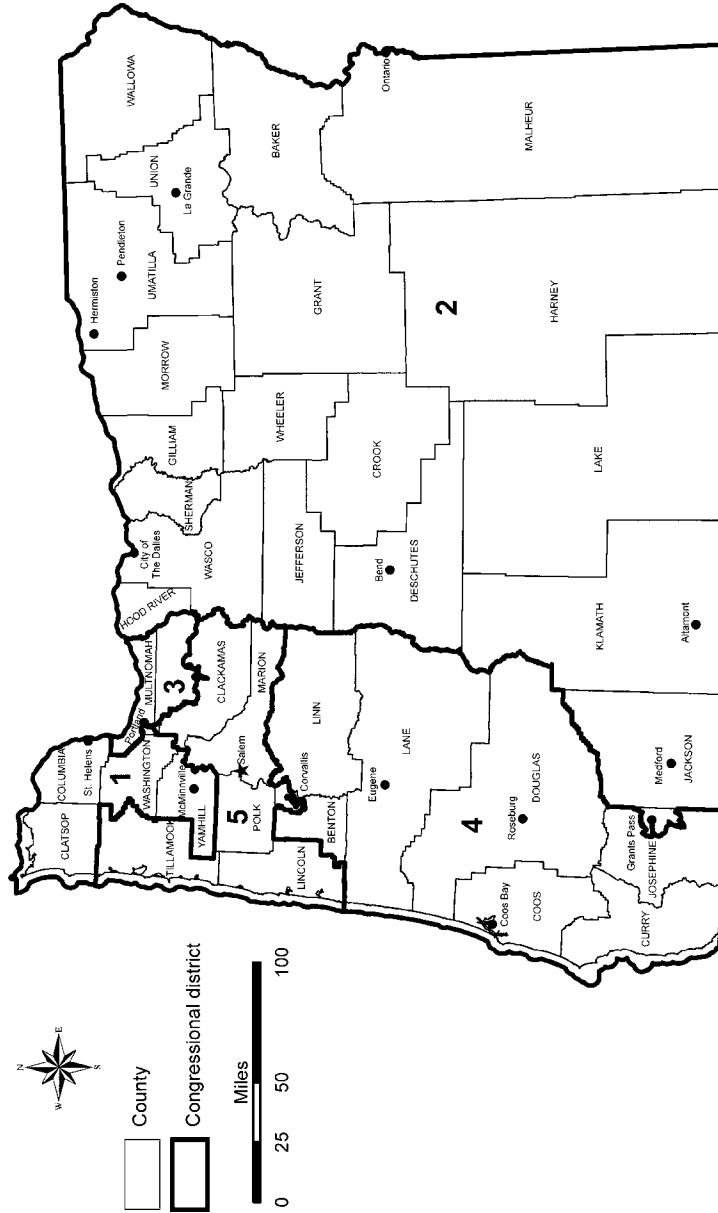 N
W
E
S
County
Congressional district
Miles
0
25
50
100
CLATSOP
COLUMBIA
St. Helens
TILLAMOOK
WASHINGTON
1
Portland
MULTNOMAH
3
HOOD RIVER
City of
The Dalles
SHERMAN
GILLIAM
MORROW
Hermiston
Pendleton
UMATILLA
UNION
La Grande
WALLOWA
YAMHILL
McMinnville
CLACKAMAS
WASCO
WHEELER
GRANT
BAKER
5
POLK
Salem
MARION
JEFFERSON
LINCOLN
BENTON
Corvallis
LINN
CROOK
Bend
DESCHUTES
2
Ontario
MALHEUR
HARNEY
LANE
Eugene
4
Coos Bay
COOS
Roseburg
DOUGLAS
LAKE
KLAMATH
Altamont
CURRY
Grants Pass
JOSEPHINE
Medford
JACKSON